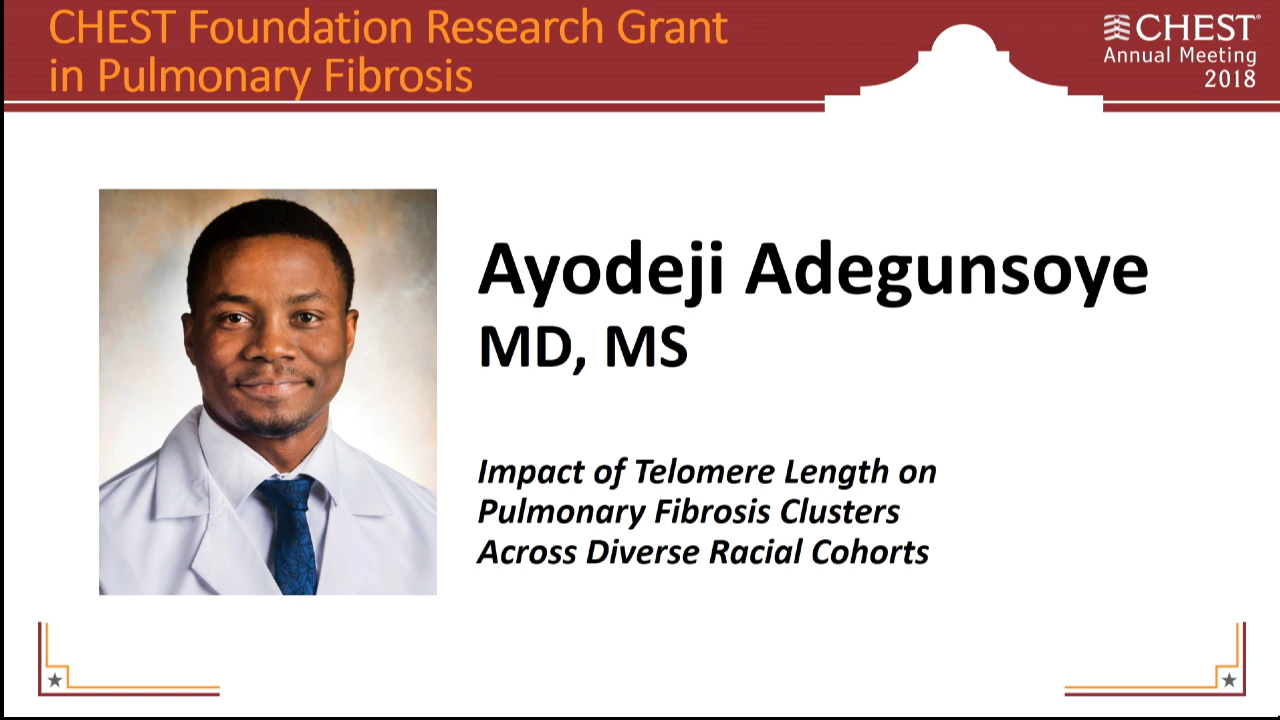 CHEST Foundation Research Grant
in Pulmonary Fibrosis
CHEST®
Annual Meeting
2018
Ayodeji Adegunsoye
MD, MS
Impact of Telomere Length on
Pulmonary Fibrosis Clusters
Across Diverse Racial Cohorts